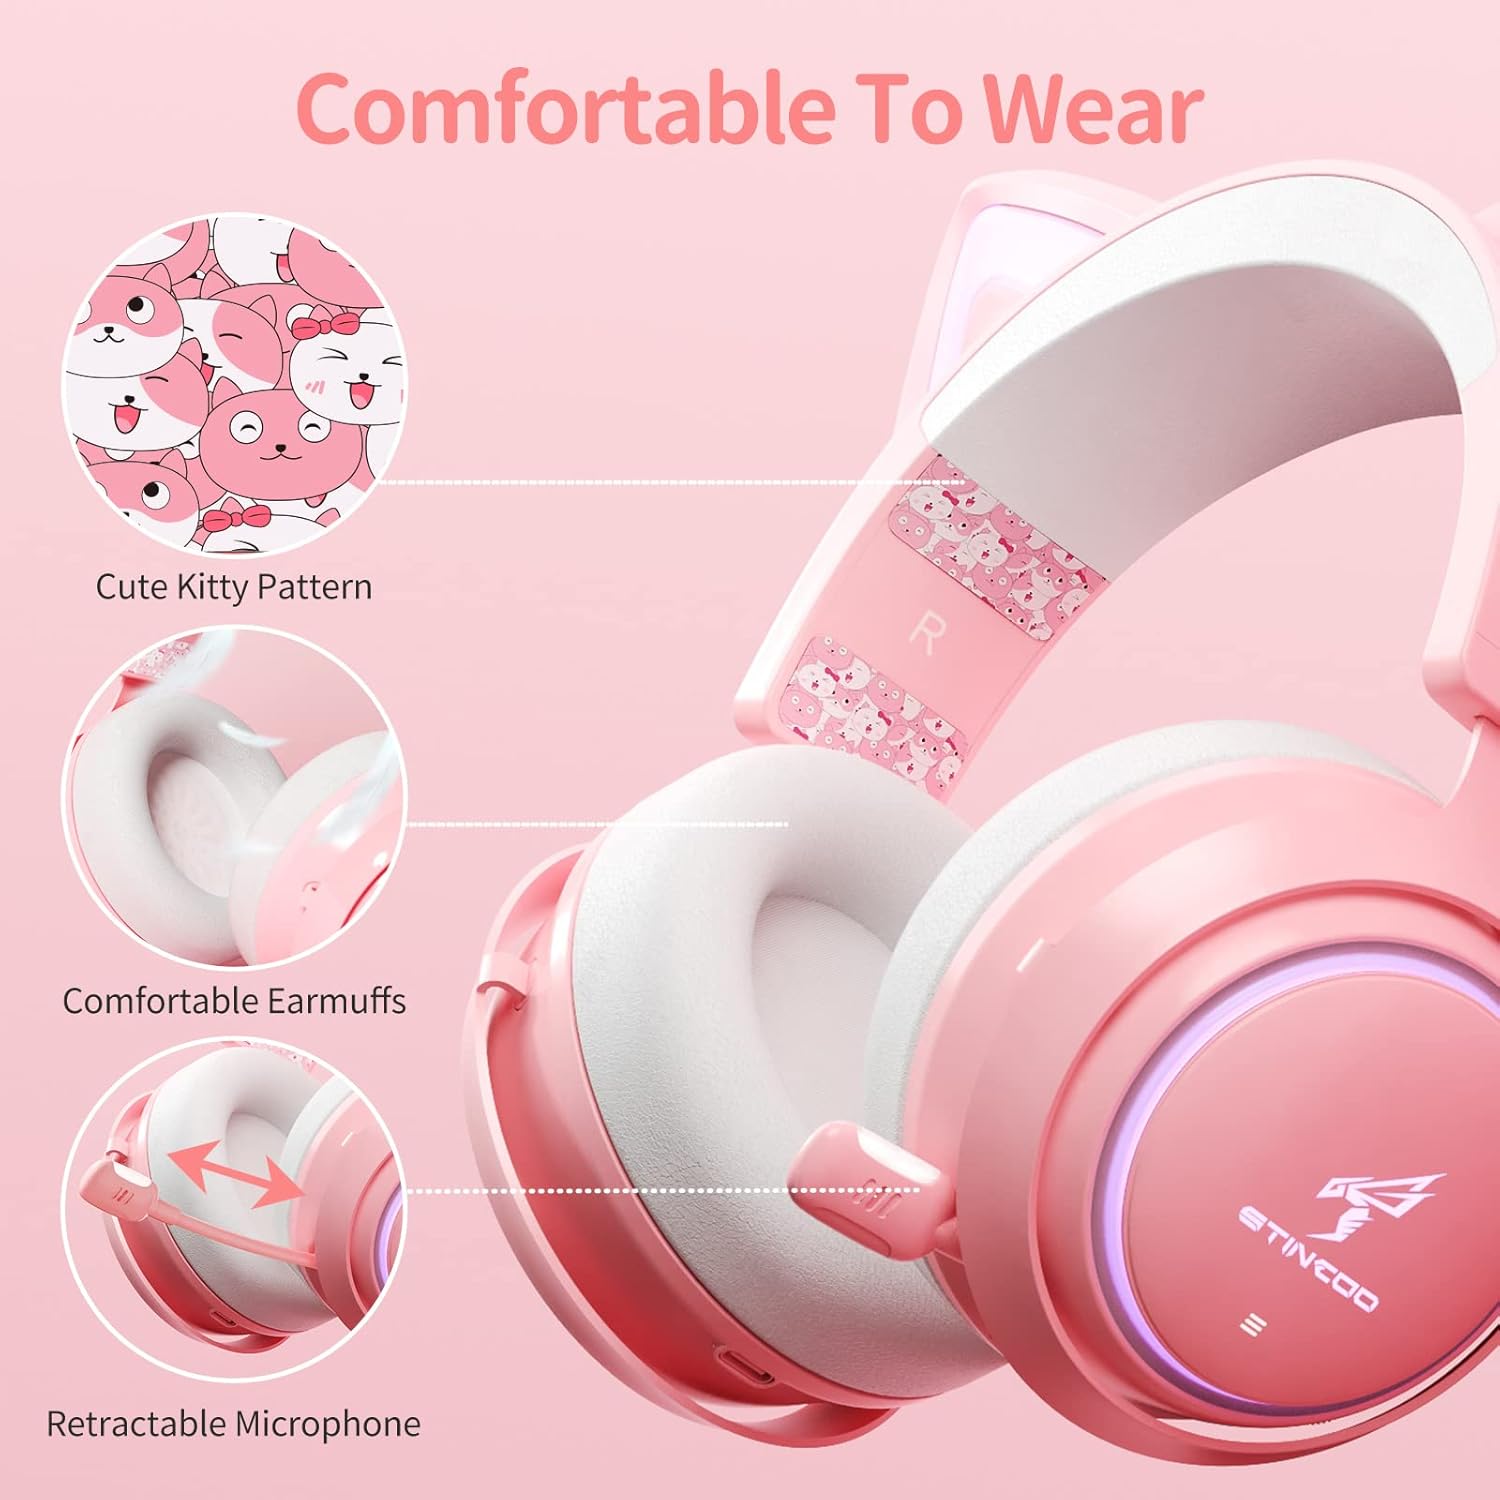 Comfortable To Wear
Cute Kitty Pattern
R
Comfortable Earmuffs
Retractable Microphone
STINCOO